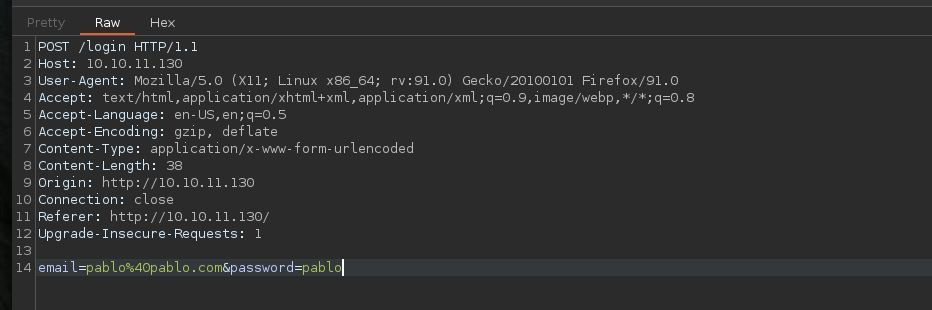 Pretty Raw Hex
1 POST /login HTTP/1.1
2 Host: 10.10.11.130
3 User-Agent: Mozilla/5.0 (X11; Linux x86_64; rv:91.0) Gecko/20100101 Firefox/91.0
4 Accept: text/html,application/xhtml+xml,application/xml;q=0.9,image/webp,*/*;q=0.8
5 Accept-Language: en-US,en;q=0.5
6 Accept-Encoding: gzip, deflate
7 Content-Type: application/x-www-form-urlencoded
8 Content-Length: 38
9 Origin: http://10.10.11.130
10 Connection: close
11 Referer: http://10.10.11.130/
12 Upgrade-Insecure-Requests: 1
13
14 email=pablo%40pablo.com&password=pablo